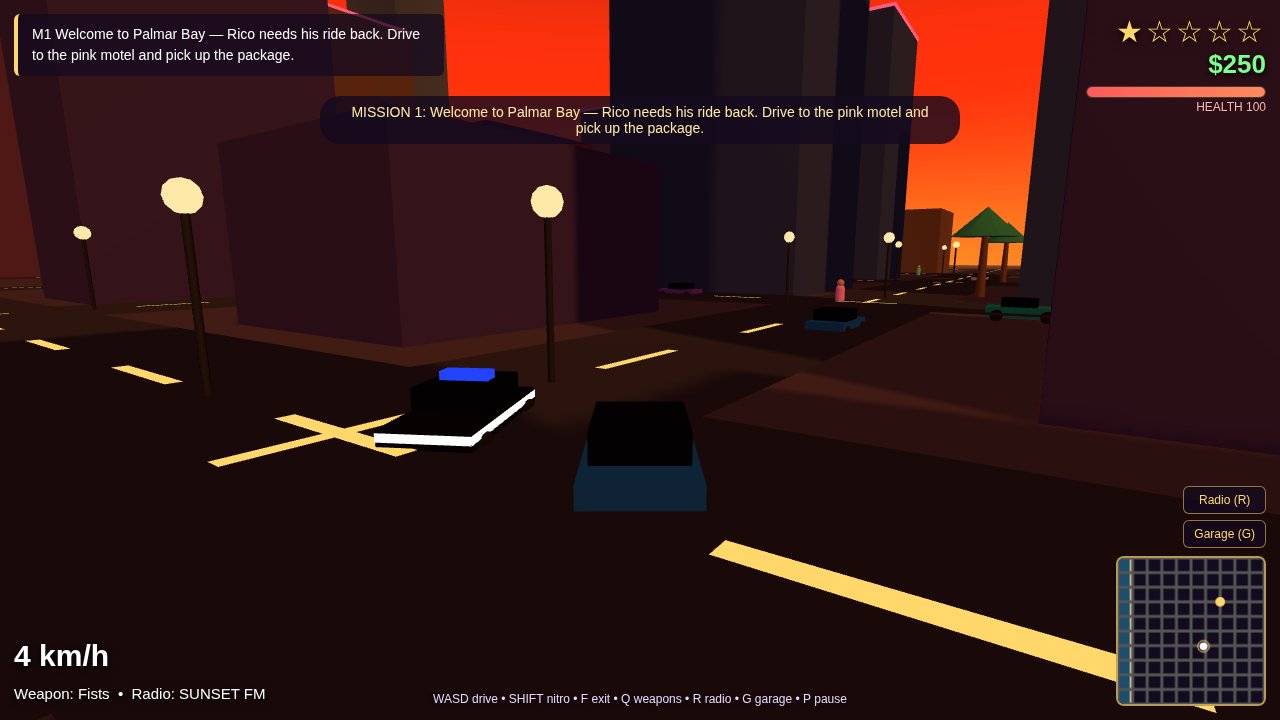 M1 Welcome to Palmar Bay — Rico needs his ride back. Drive
to the pink motel and pick up the package.
★☆☆☆☆
$250
HEALTH 100
MISSION 1: Welcome to Palmar Bay — Rico needs his ride back. Drive to the pink motel and
pick up the package.
Radio (R)
Garage (G)
4 km/h
Weapon: Fists • Radio: SUNSET FM
WASD drive • SHIFT nitro • F exit • Q weapons • R radio • G garage • P pause